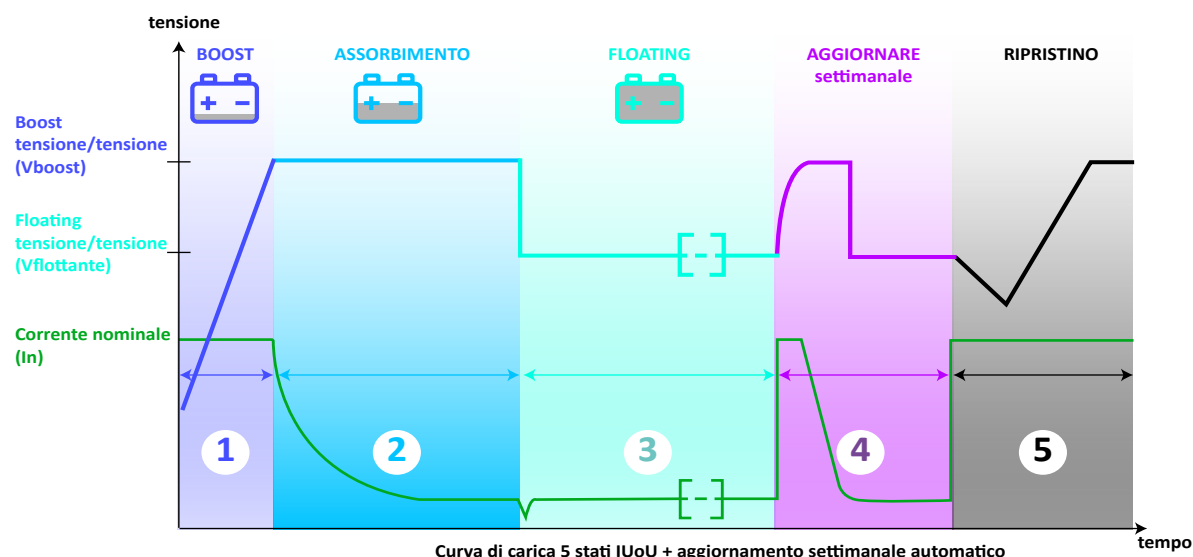 tensione
BOOST
ASSORBIMENTO
FLOATING
AGGIORNARE
settimanale
RIPRISTINO
Boost
tensione/tensione
(Vboost)
Floating
tensione/tensione
(Vflottante)
Corrente nominale
(In)
1
2
3
4
5
tempo
Curva di carica 5 stati IUoU + aggiornamento settimanale automatico